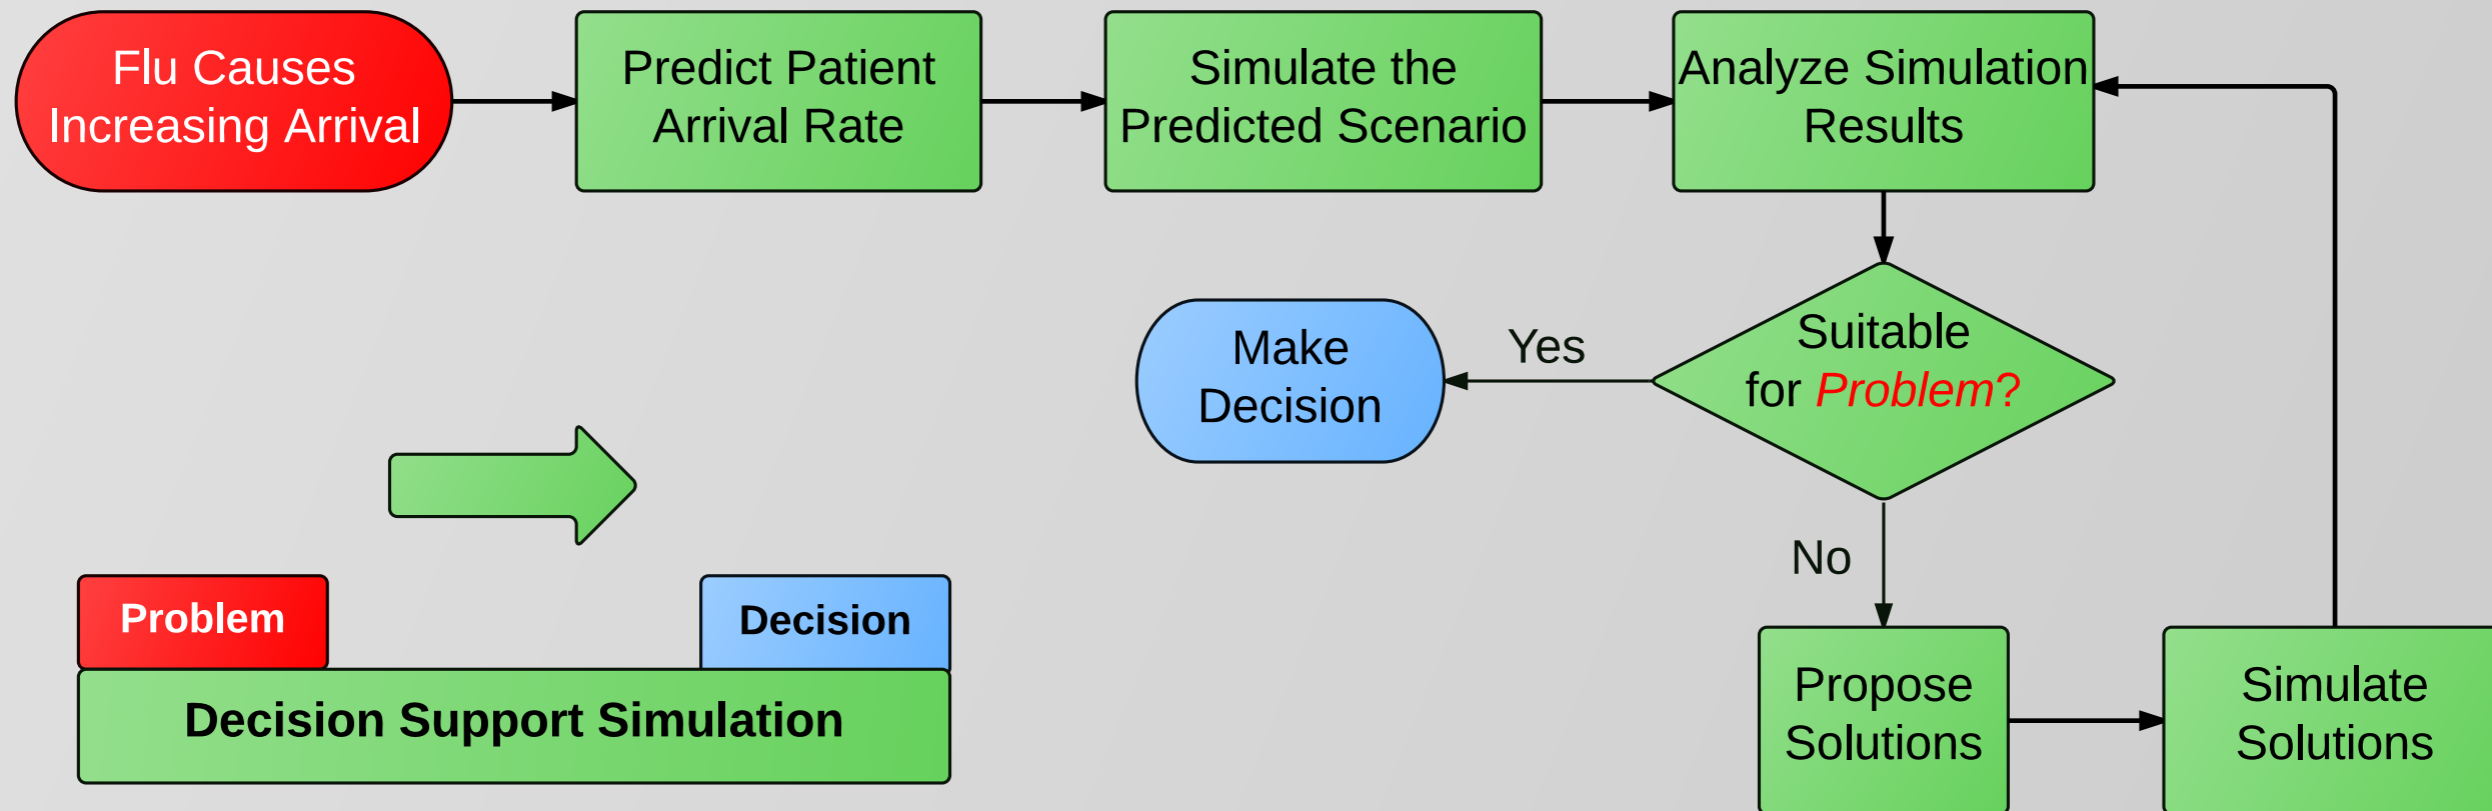 Flu Causes
Increasing Arrival
Predict Patient
Arrival Rate
Simulate the
Predicted Scenario
Analyze Simulation
Results
Suitable
for Problem?
Yes
Make
Decision
No
Propose
Solutions
Simulate
Solutions
Problem
Decision
Decision Support Simulation